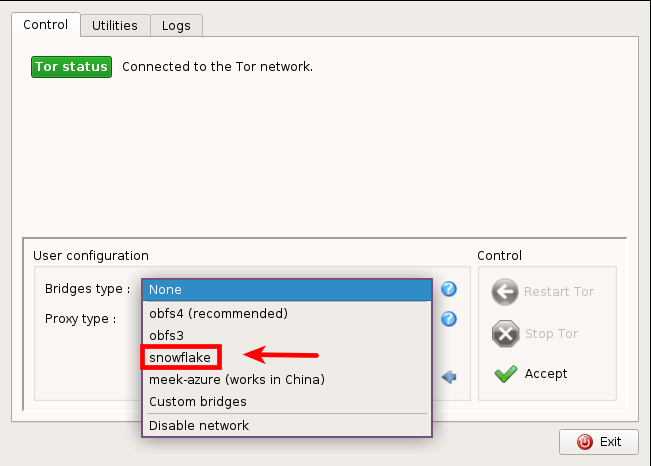 Control Utilities Logs
Tor status Connected to the Tor network.
User configuration
Bridges type :
None
obfs4 (recommended)
obfs3
snowflake
meek-azure (works in China)
Custom bridges
Disable network
Proxy type :
Control
Restart Tor
Stop Tor
Accept
Exit